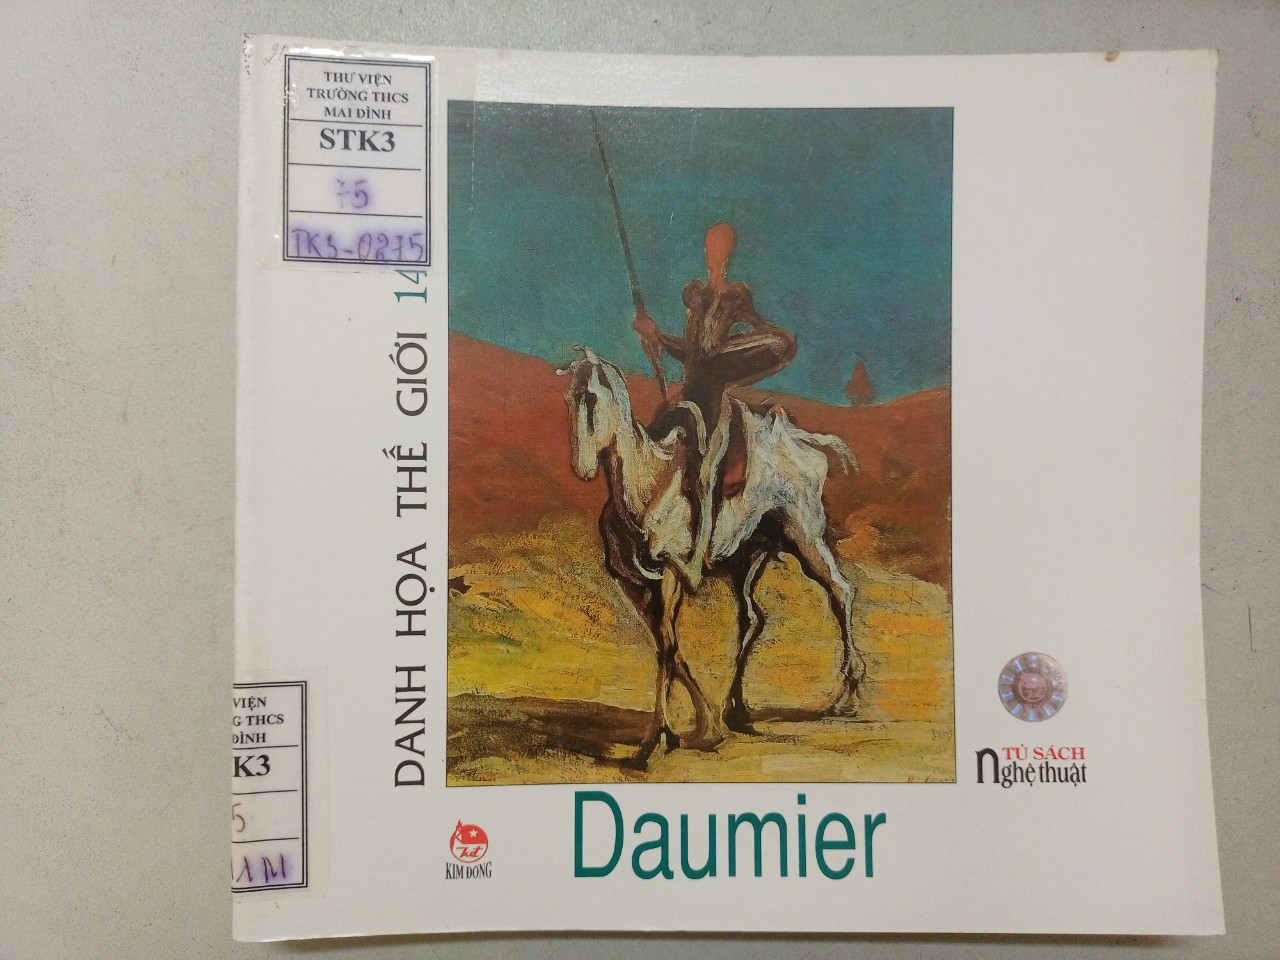 THƯ VIỆN
TRƯỜNG THCS
MAI ĐÌNH
STK3
75
TK3-0275
DANH HỌA THẾ GIỚI 14
VIỆN
G THCS
ĐÌNH
K3
5
TỦ SÁCH
nghệ thuật
KIM ĐỒNG
Daumier